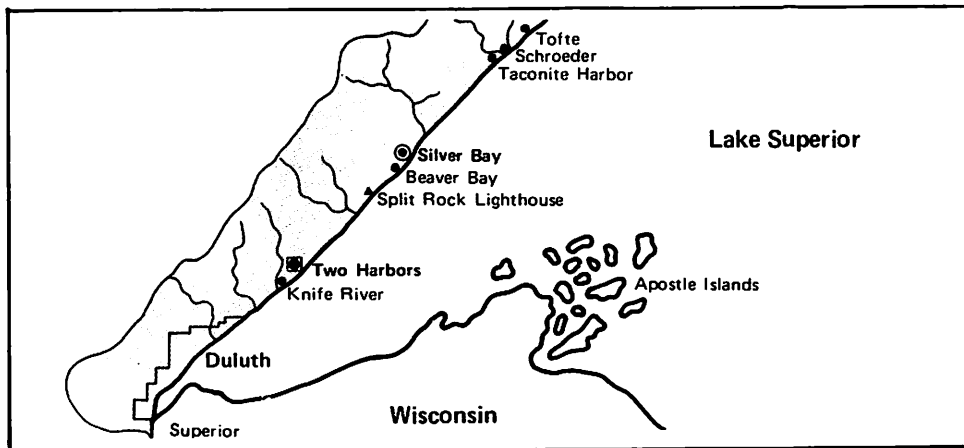 Tofte
Schroeder
Taconite Harbor
Lake Superior
Silver Bay
Beaver Bay
Split Rock Lighthouse
Two Harbors
Knife River
Apostle Islands
Duluth
Wisconsin
Superior